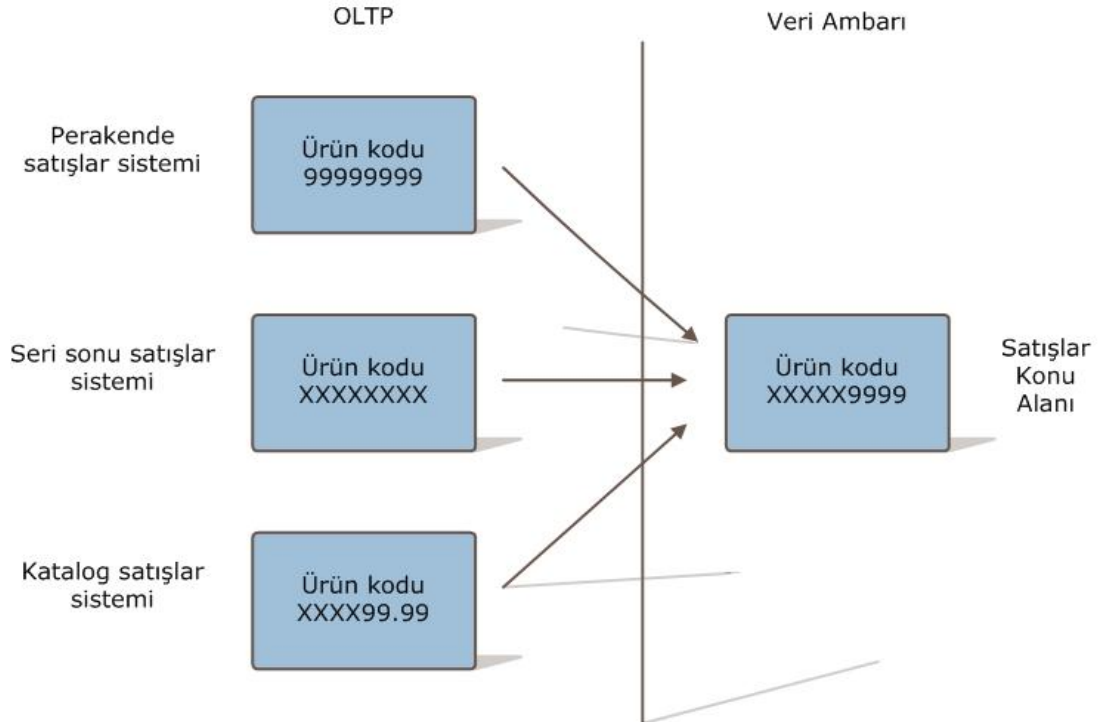 OLTP
Veri Ambarı
Perakende
satışlar sistemi
Ürün kodu
99999999
Seri sonu satışlar
sistemi
Ürün kodu
XXXXXXXX
Ürün kodu
XXXXX9999
Satışlar
Konu
Alanı
Katalog satışlar
sistemi
Ürün kodu
XXXX99.99